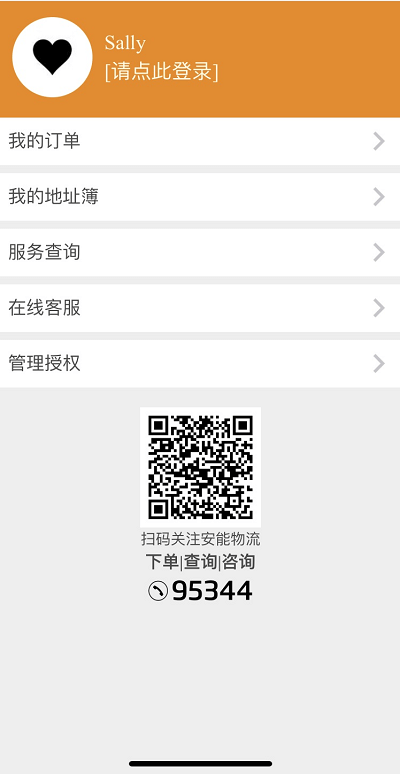 Sally
[请点此登录]
我的订单
我的地址簿
服务查询
在线客服
管理授权
扫码关注安能物流
下单|查询|咨询
95344